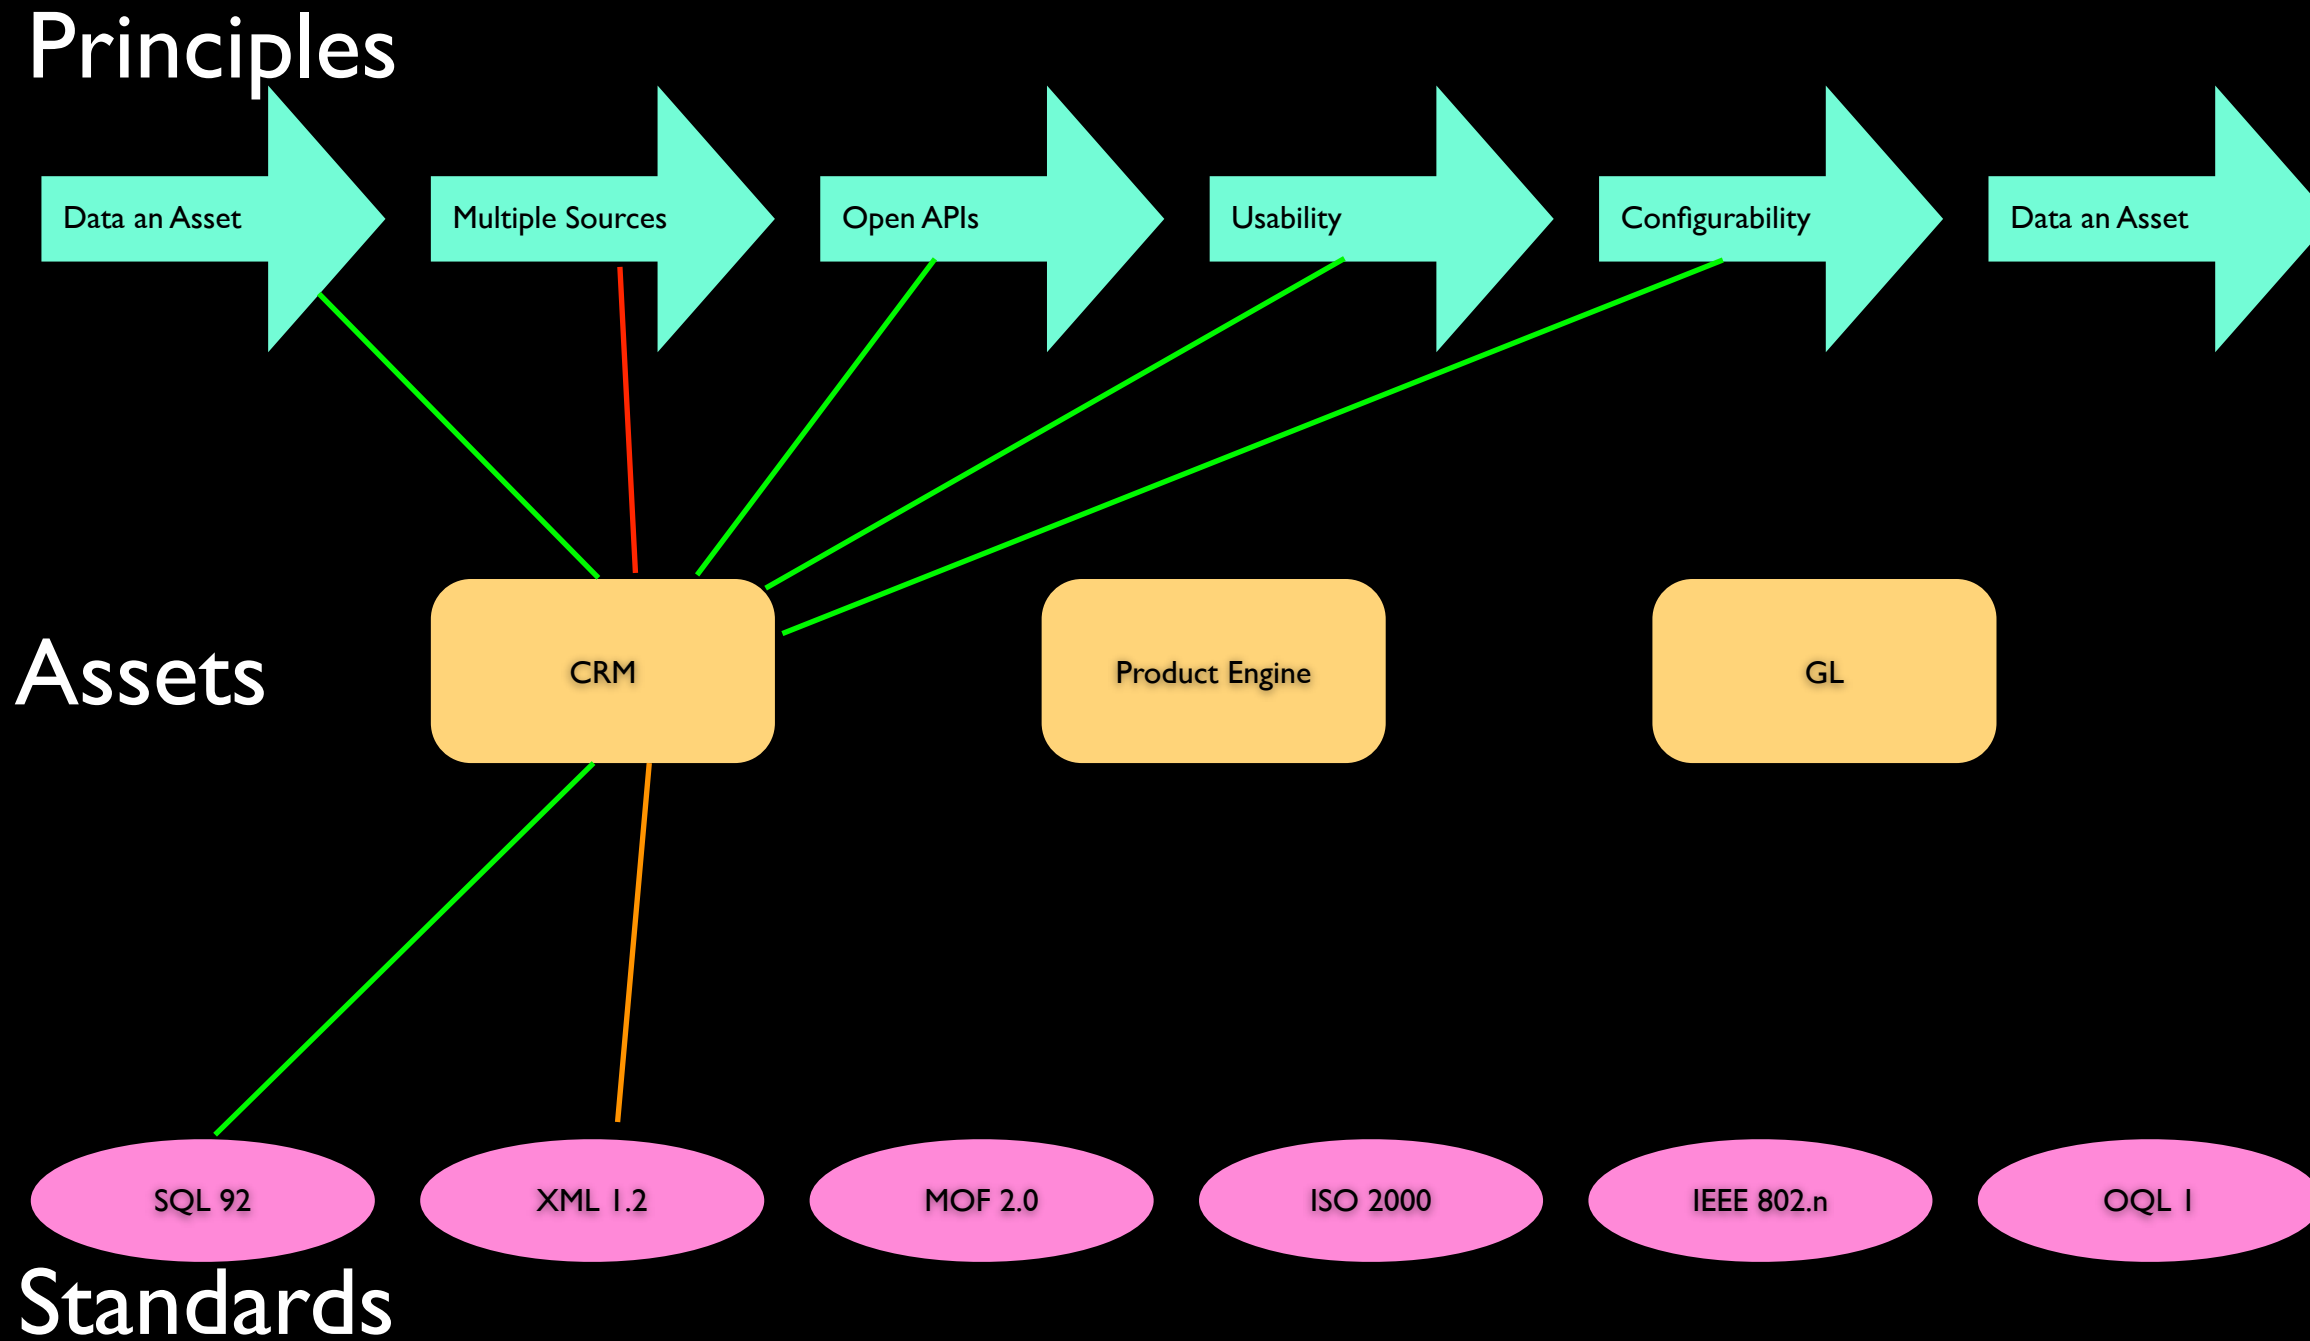 Principles
Data an Asset
Multiple Sources
Open APIs
Usability
Configurability
Data an Asset
Assets
CRM
Product Engine
GL
SQL 92
XML 1.2
MOF 2.0
ISO 2000
IEEE 802.n
OQL 1
Standards